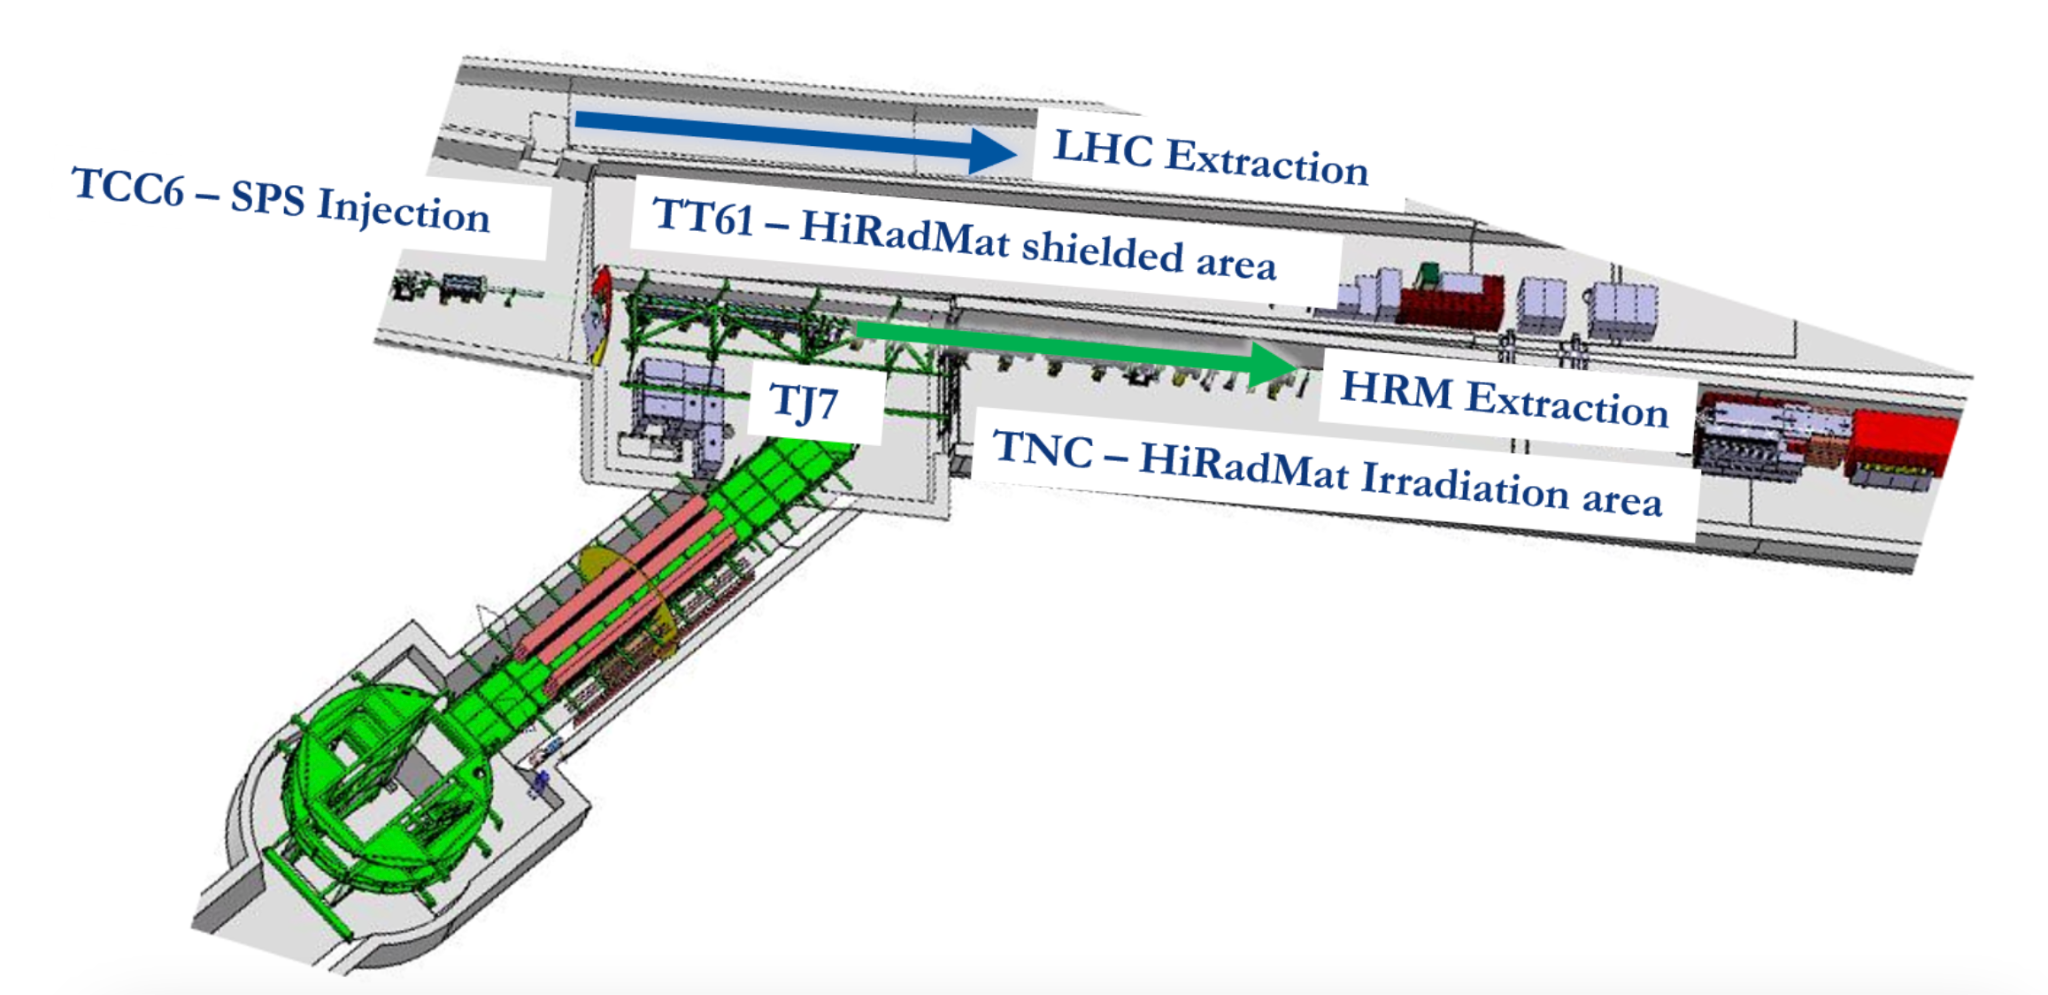 LHC Extraction
TCC6 – SPS Injection
TT61 – HiRadMat shielded area
TJ7
HRM Extraction
TNC – HiRadMat Irradiation area